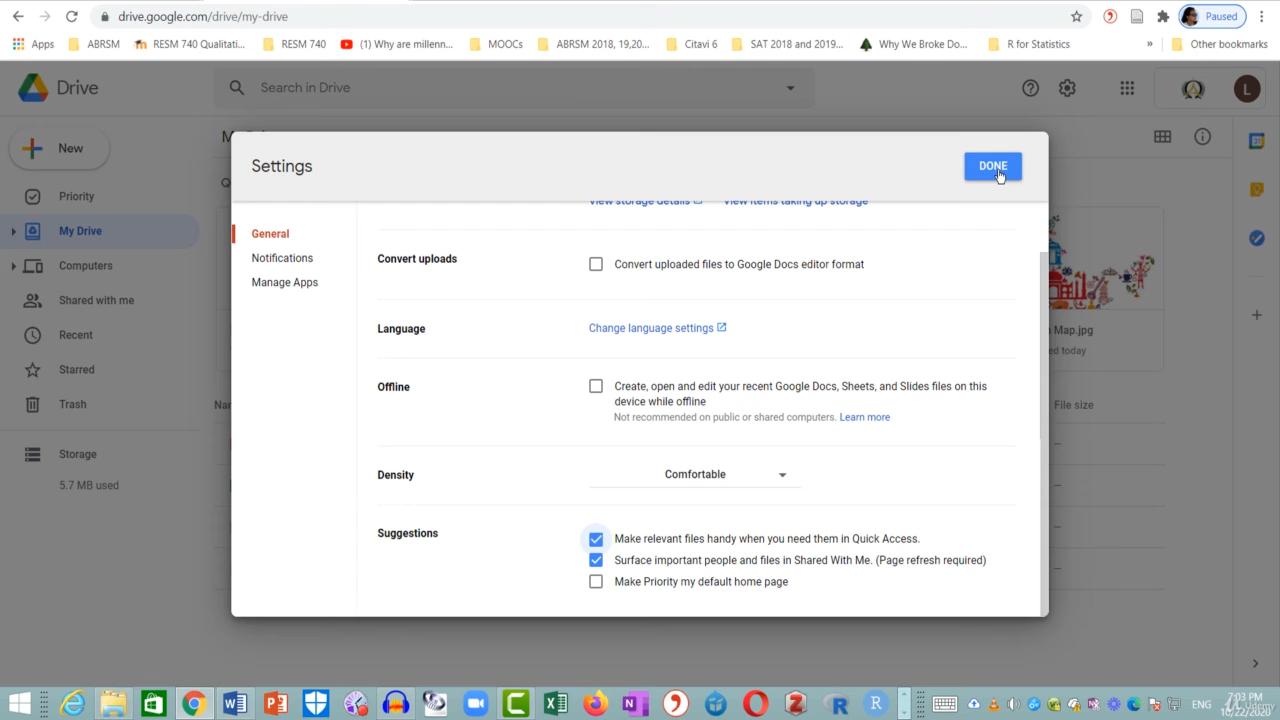 drive.google.com/drive/my-drive
Paused
Apps
ABRSM
RESM 740 Qualitati...
RESM 740
(1) Why are millenn...
MOOCs
ABRSM 2018, 19,20...
Citavi 6
SAT 2018 and 2019...
Why We Broke Do...
R for Statistics
»
Other bookmarks
Drive
Search in Drive
L
New
Priority
My Drive
Computers
Shared with me
Recent
Starred
Trash
Storage
5.7 MB used
Settings
DONE
General
Notifications
Manage Apps
View storage details
View items taking up storage
Convert uploads
Convert uploaded files to Google Docs editor format
Language
Change language settings
Offline
Create, open and edit your recent Google Docs, Sheets, and Slides files on this
device while offline
Not recommended on public or shared computers. Learn more
Density
Comfortable
Suggestions
Make relevant files handy when you need them in Quick Access.
Surface important people and files in Shared With Me. (Page refresh required)
Make Priority my default home page
Map.jpg
ed today
File size
ENG
7:03 PM
10/22/2020